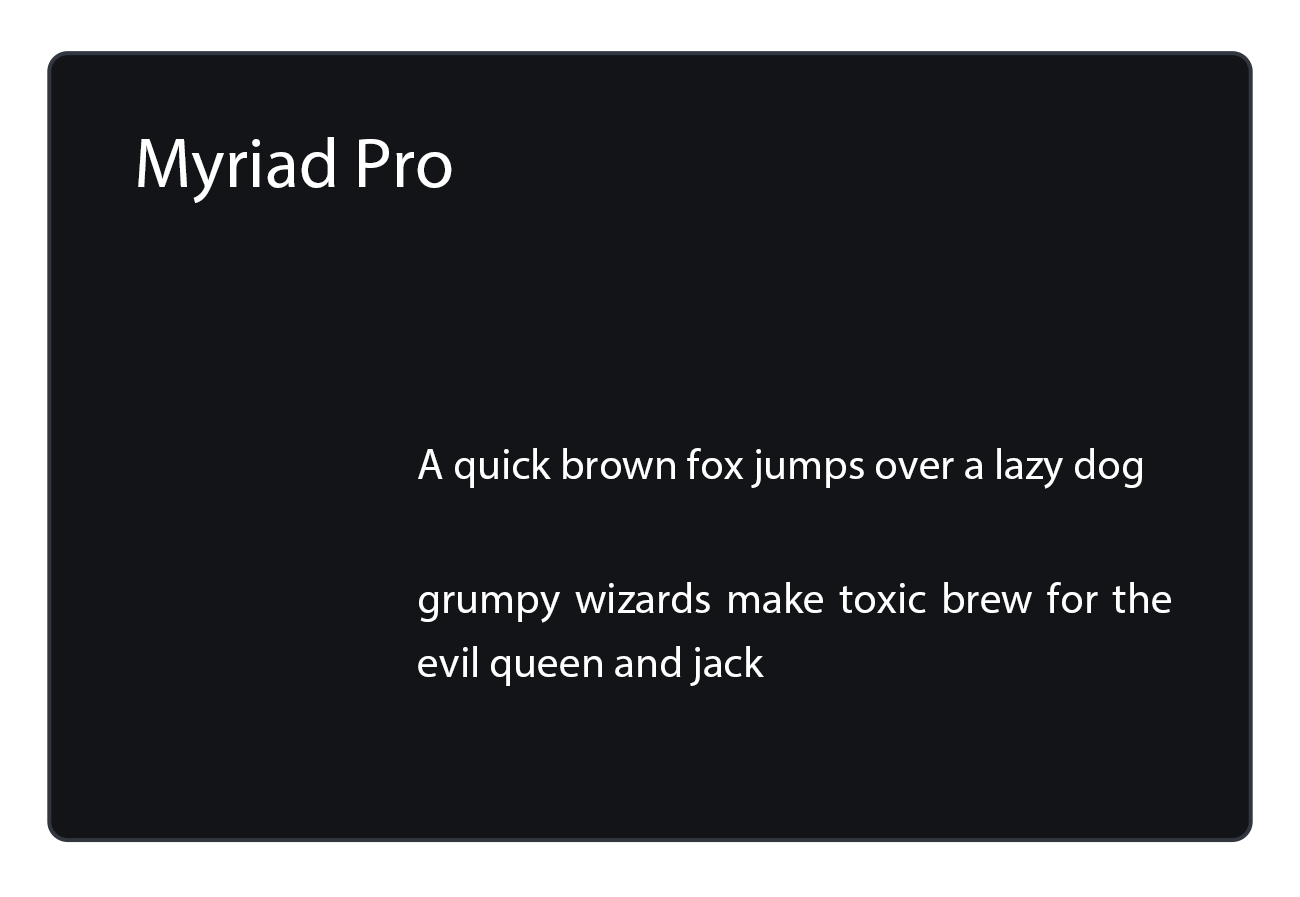 Myriad Pro
A quick brown fox jumps over a lazy dog
grumpy wizards make toxic brew for the
evil queen and jack